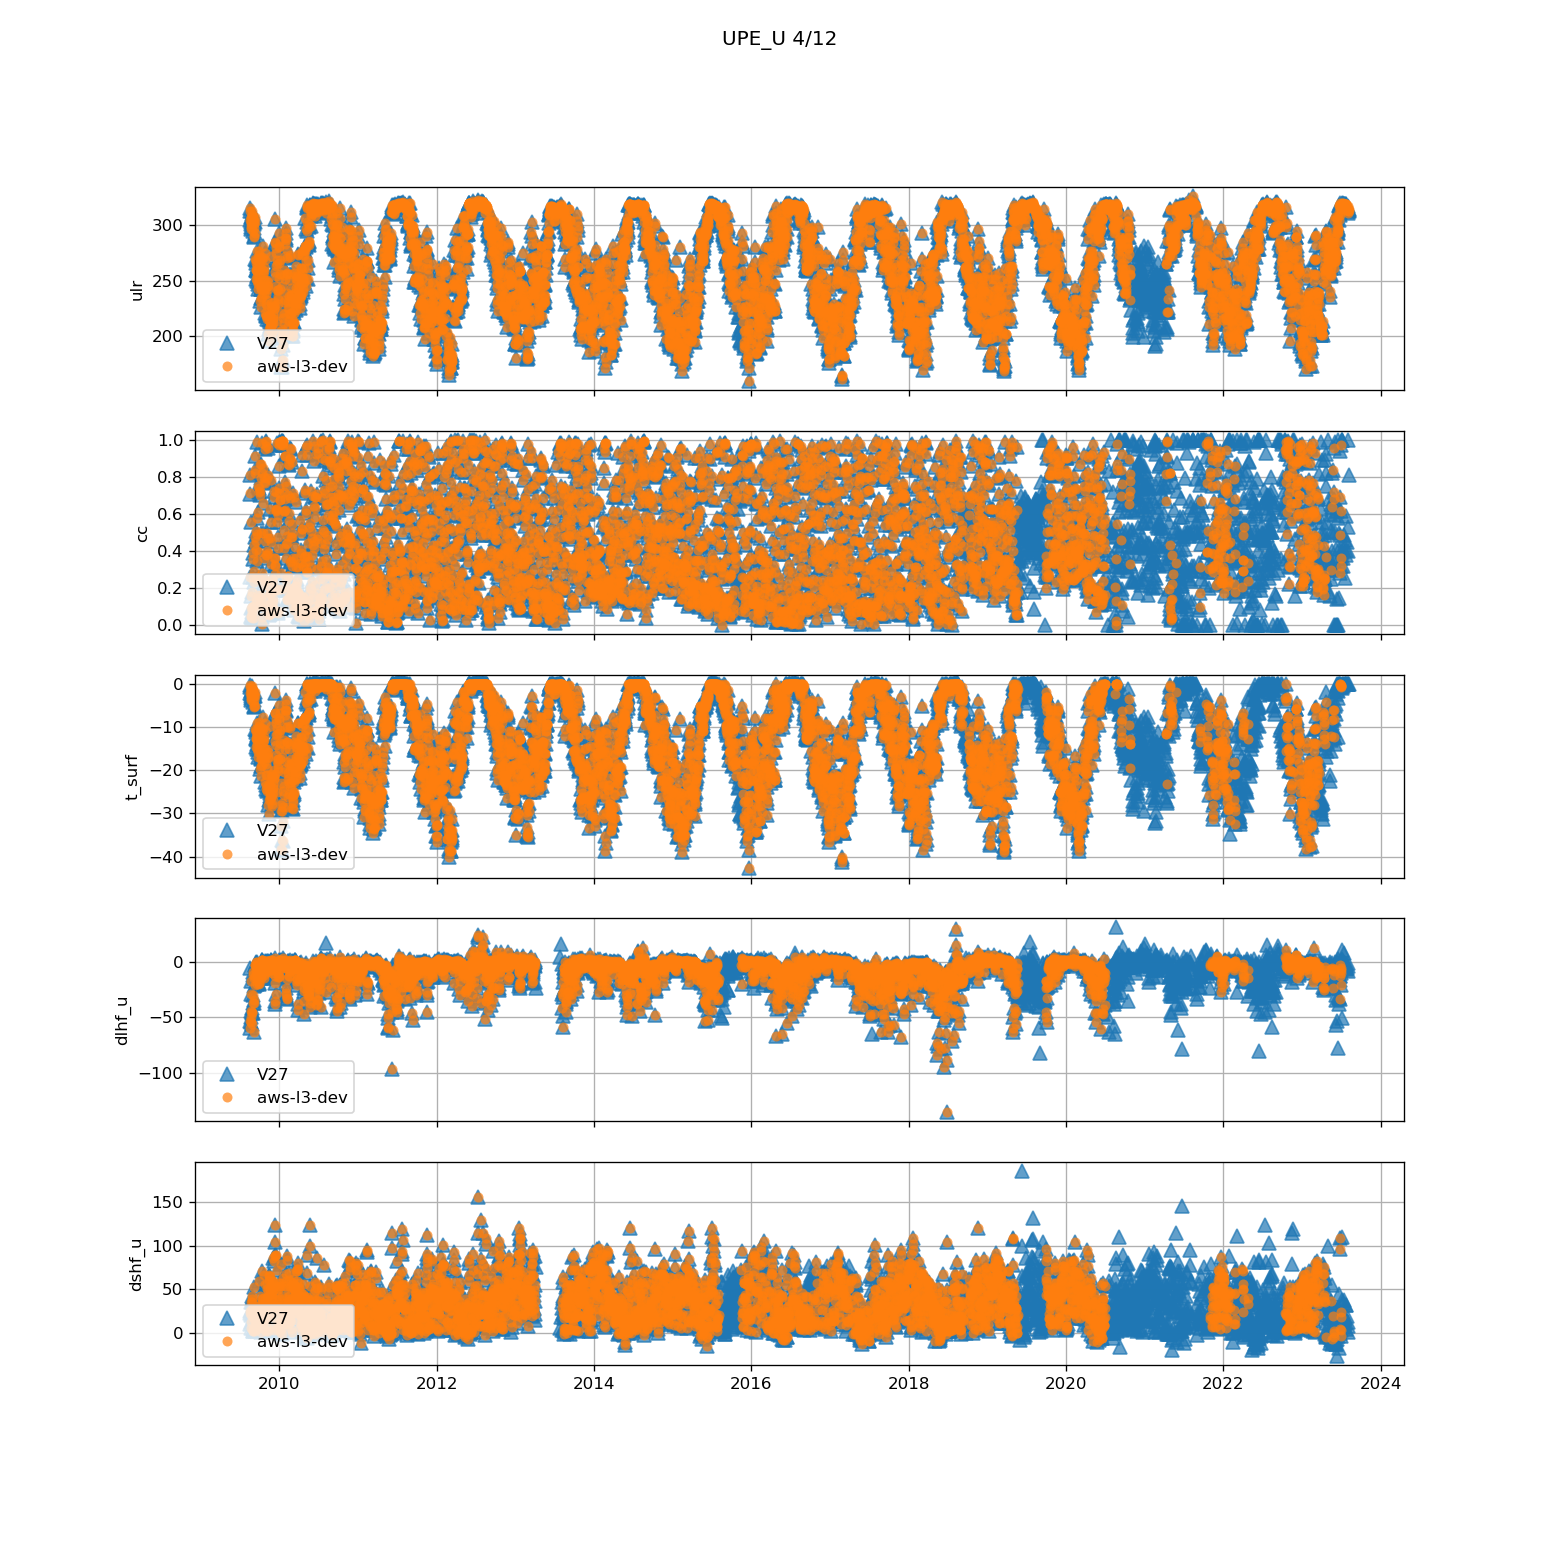 UPE_U 4/12
ulr
300
250
200
V27
aws-l3-dev
cc
1.0
0.8
0.6
0.4
0.2
0.0
V27
aws-l3-dev
t_surf
0
−10
−20
−30
−40
V27
aws-l3-dev
dlhf_u
0
−50
−100
V27
aws-l3-dev
dshf_u
150
100
50
0
V27
aws-l3-dev
2010 2012 2014 2016 2018 2020 2022 2024